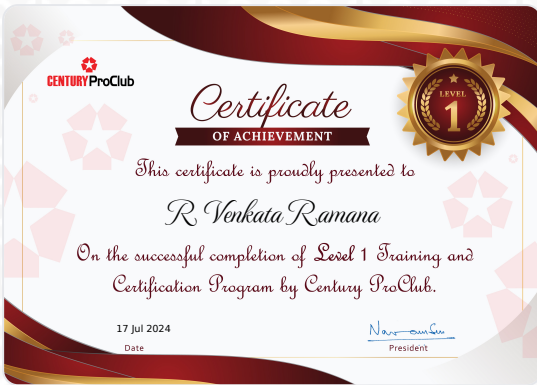 CENTURY ProClub
Certificate
OF ACHIEVEMENT
LEVEL
1
This certificate is proudly presented to
R Venkata Ramana
On the successful completion of Level 1 Training and
Certification Program by Century ProClub.
17 Jul 2024
Date
President